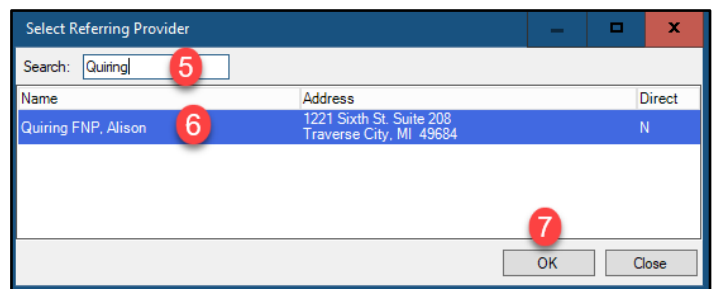 Select Referring Provider
Search: Quiring 5
Name Address Direct
Quiring FNP, Alison 6 1221 Sixth St. Suite 208 N
Traverse City, MI 49684
7
OK Close